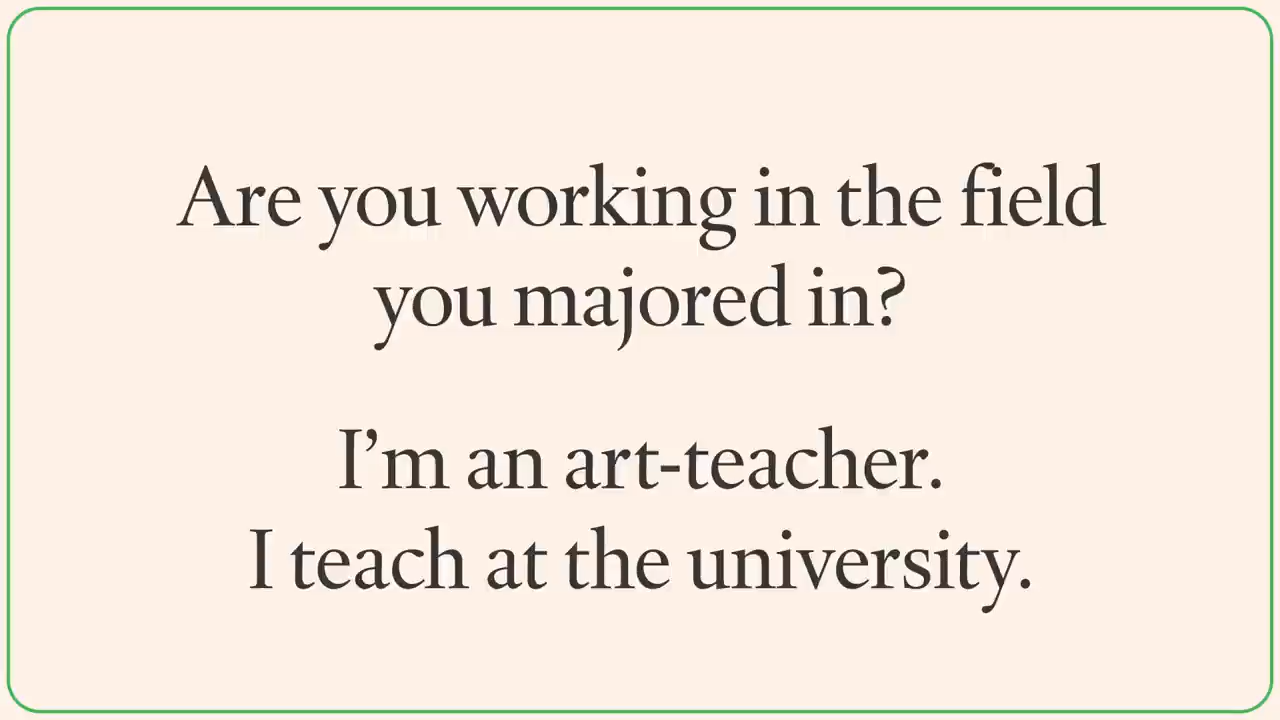 Are you working in the field
you majored in?
I’m an art-teacher.
I teach at the university.